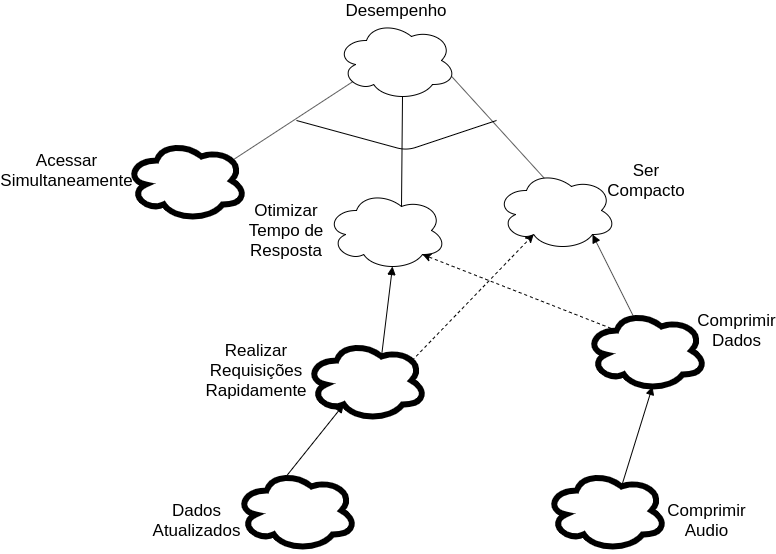 Desempenho
Acessar
Simultaneamente
Ser
Compacto
Otimizar
Tempo de
Resposta
Realizar
Requisições
Rapidamente
Comprimir
Dados
Dados
Atualizados
Comprimir
Audio